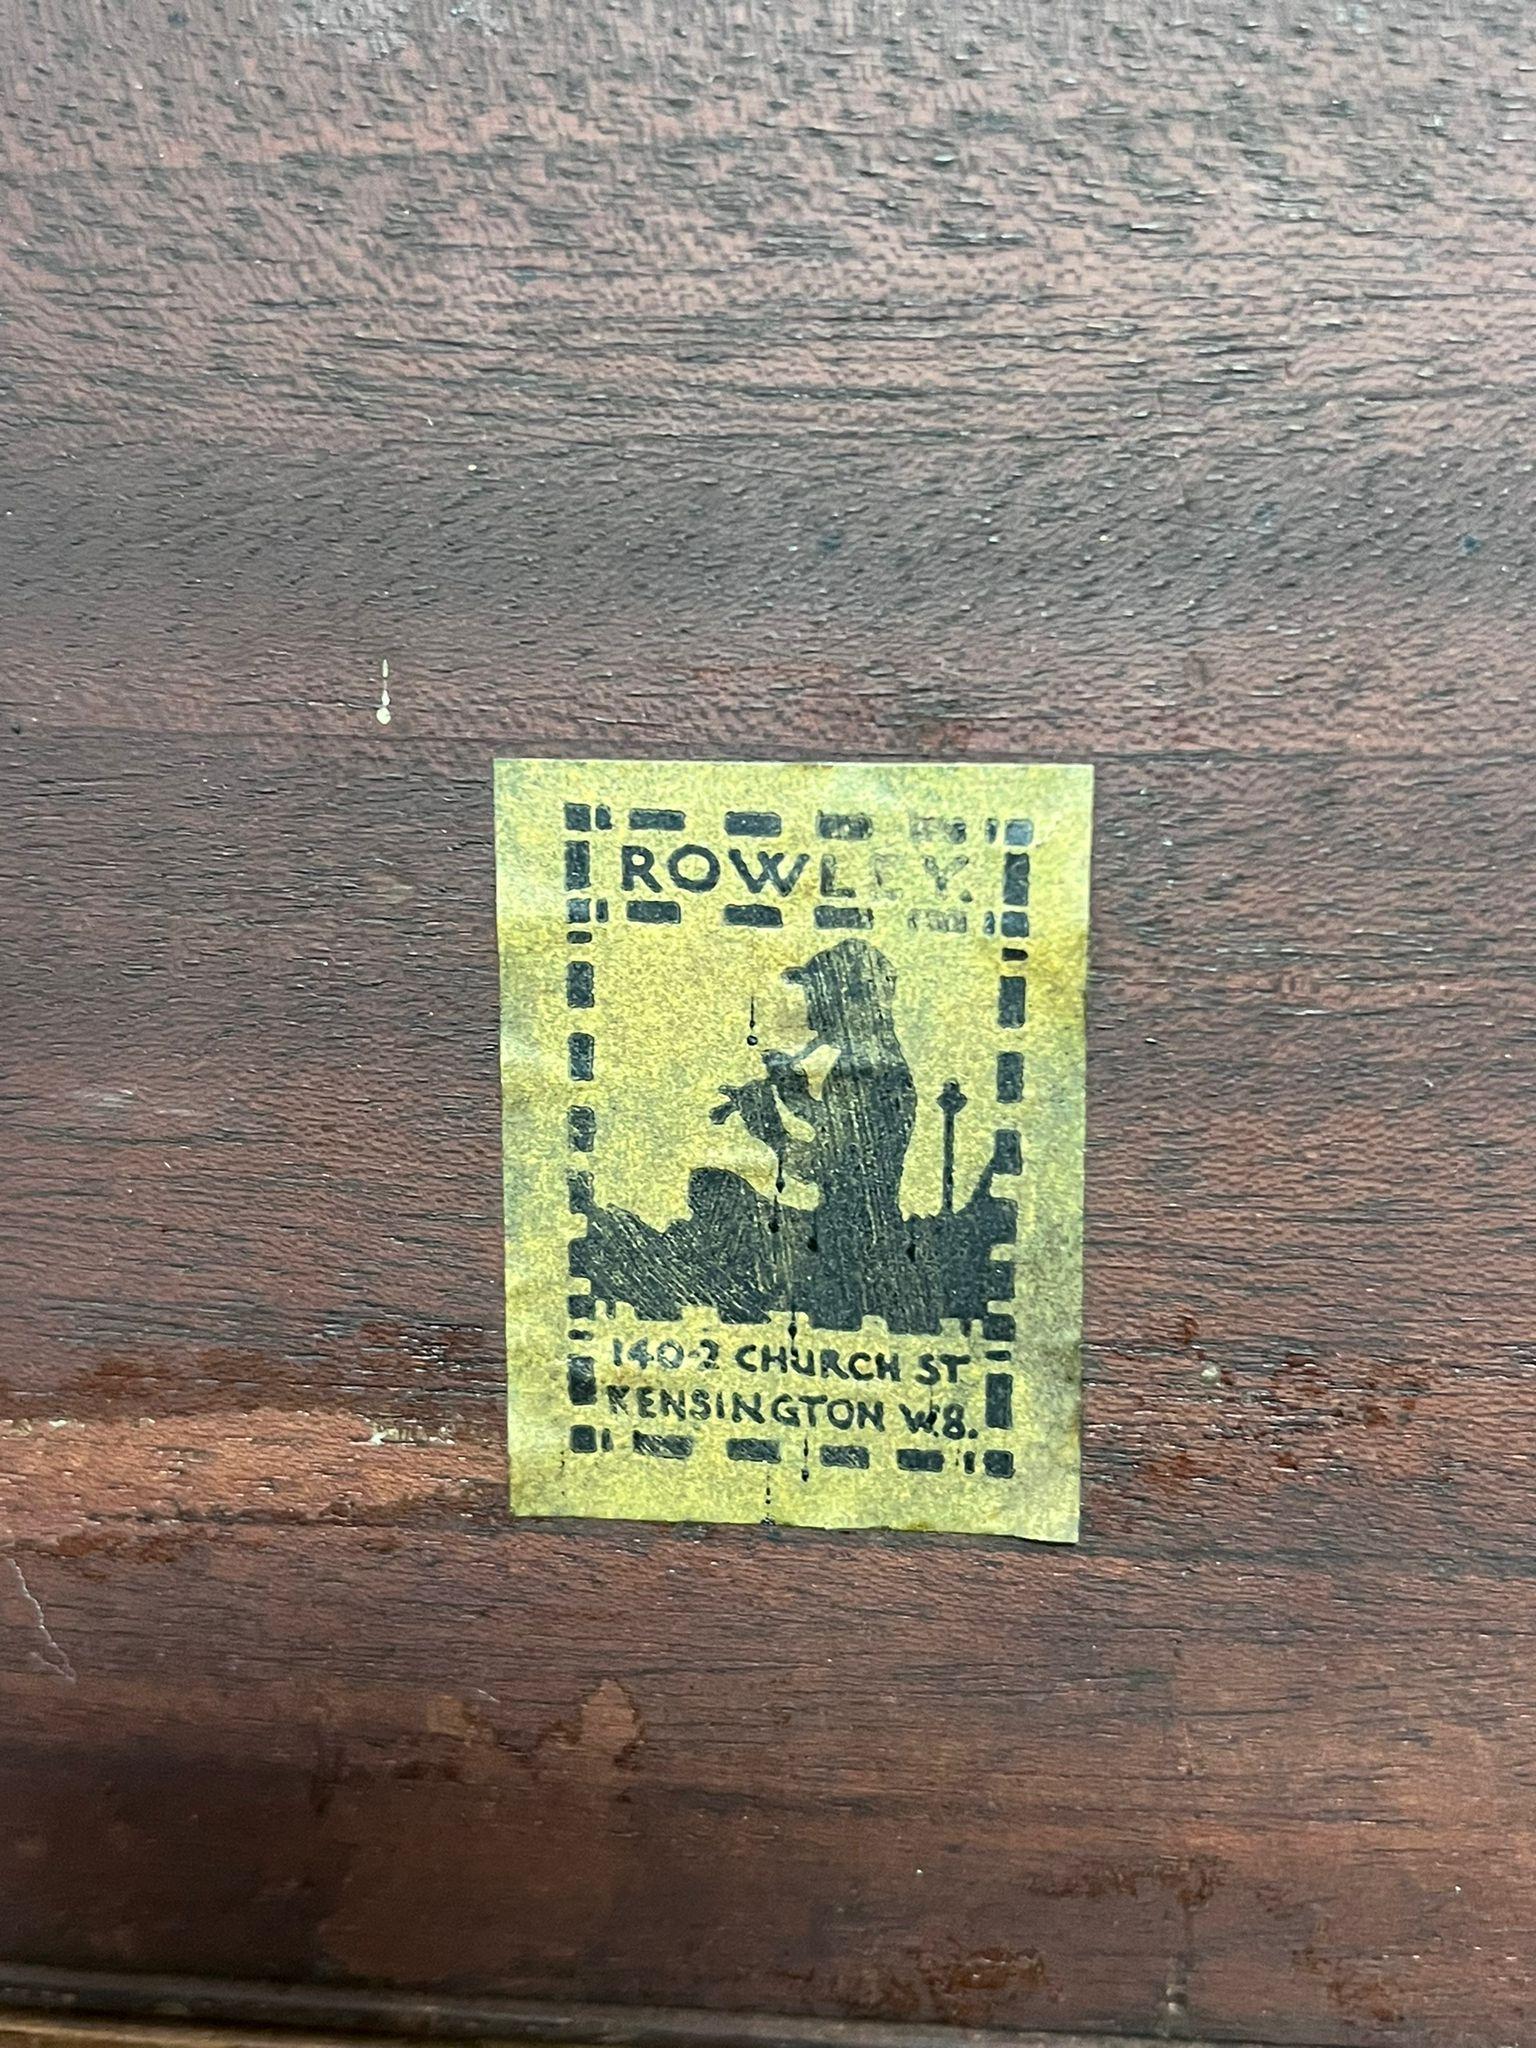 ROWLEY.
140-2 CHURCH ST
KENSINGTON W.8.